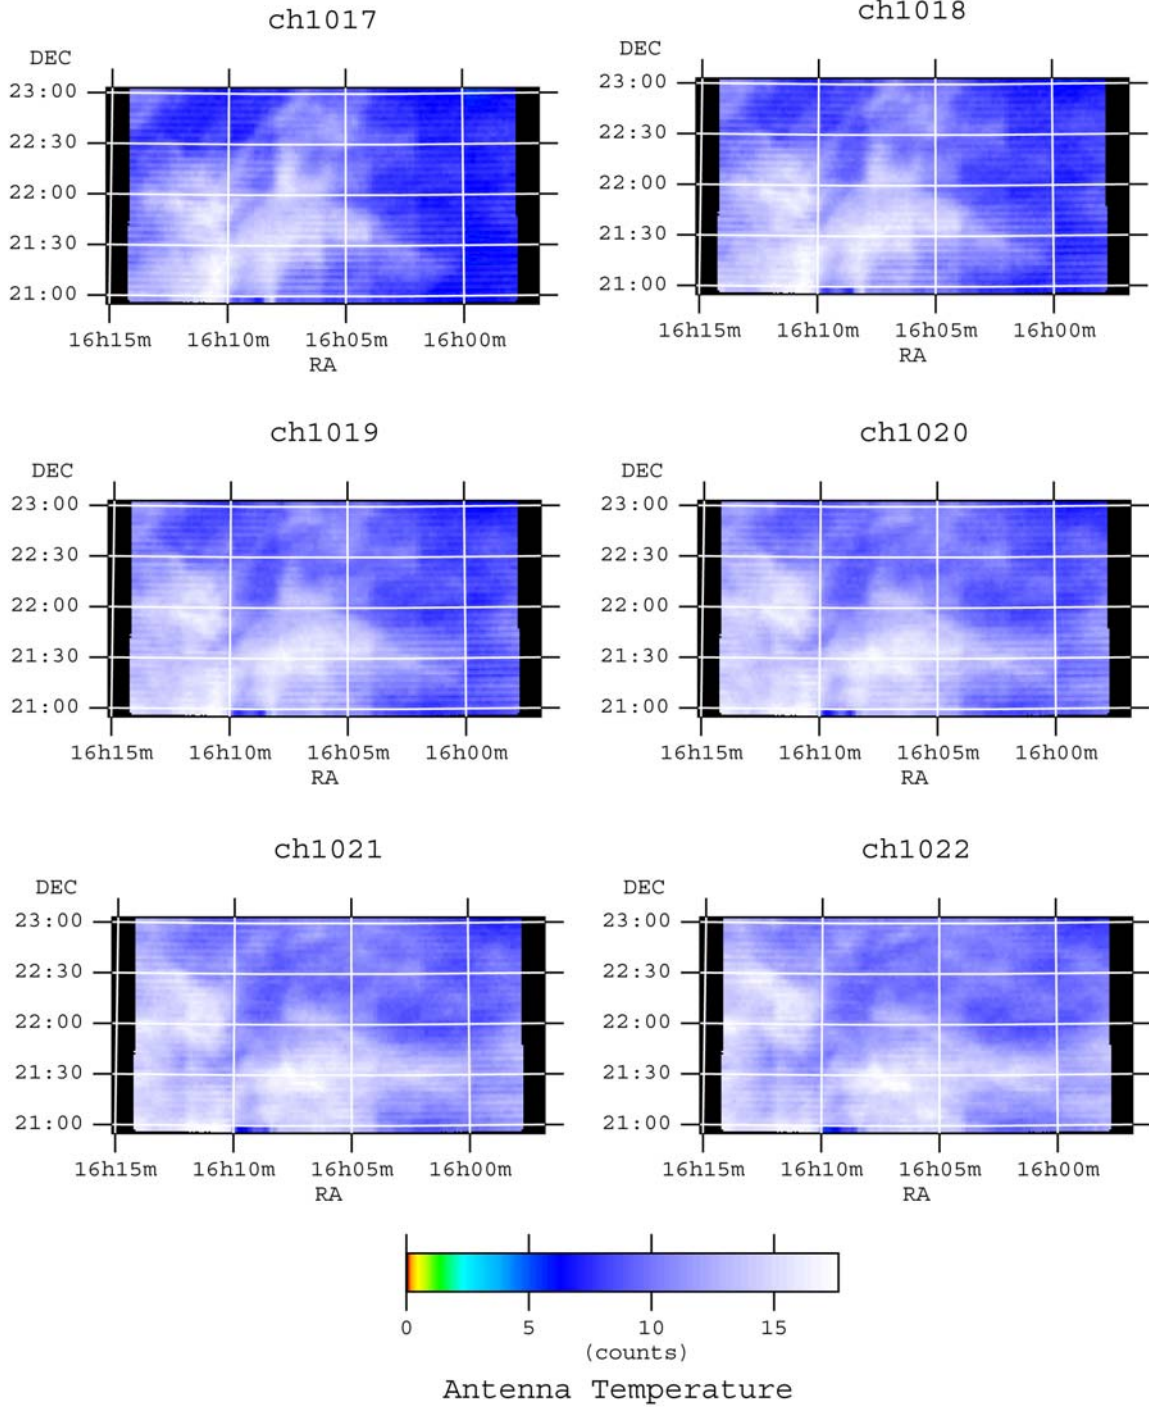 ch1017
DEC
23:00
22:30
22:00
21:30
21:00
16h15m 16h10m 16h05m 16h00m
RA
ch1018
DEC
23:00
22:30
22:00
21:30
21:00
16h15m 16h10m 16h05m 16h00m
RA
ch1019
DEC
23:00
22:30
22:00
21:30
21:00
16h15m 16h10m 16h05m 16h00m
RA
ch1020
DEC
23:00
22:30
22:00
21:30
21:00
16h15m 16h10m 16h05m 16h00m
RA
ch1021
DEC
23:00
22:30
22:00
21:30
21:00
16h15m 16h10m 16h05m 16h00m
RA
ch1022
DEC
23:00
22:30
22:00
21:30
21:00
16h15m 16h10m 16h05m 16h00m
RA
0 5 10 15
(counts)
Antenna Temperature